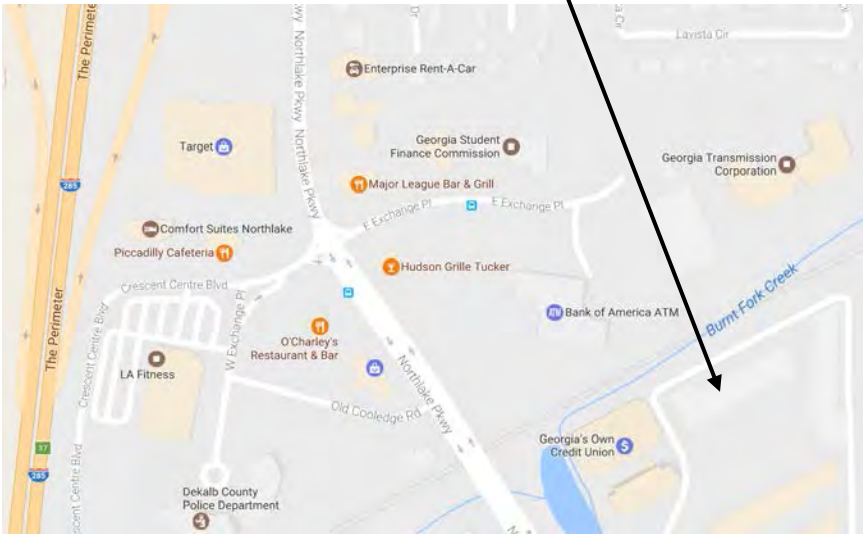 The Perimeter
Northlake Pkwy
Northlake Pkwy
Dr
Lavista Cir
Enterprise Rent-A-Car
Target
Georgia Student
Finance Commission
Georgia Transmission
Corporation
285
Major League Bar & Grill
E Exchange Pl
E Exchange Pl
Comfort Suites Northlake
Piccadilly Cafeteria
Hudson Grille Tucker
Crescent Centre Blvd
Burnt Fork Creek
W Exchange Pl
ATM
Bank of America ATM
The Perimeter
O'Charley's
Restaurant & Bar
Crescent Centre Blvd
LA Fitness
Northlake Pkwy
Old Cooledge Rd
Georgia's Own
Credit Union
$
37
285
Dekalb County
Police Department
scent Centre Blvd